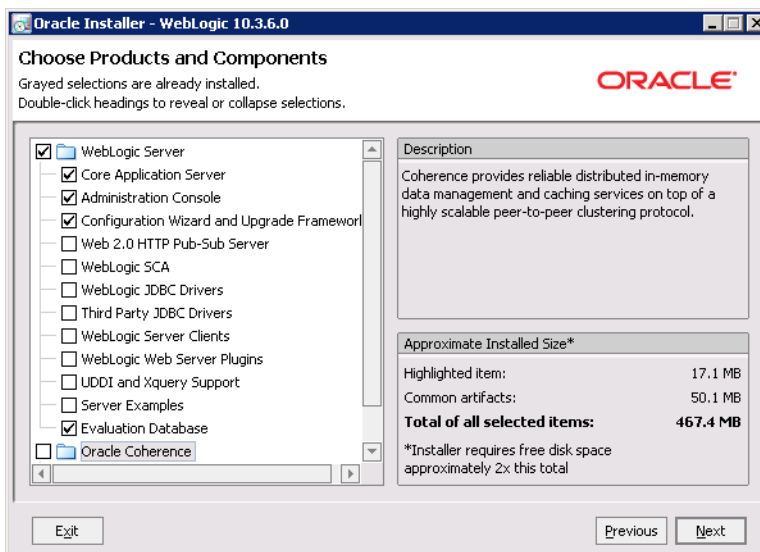 Oracle Installer - WebLogic 10.3.6.0
Choose Products and Components
Grayed selections are already installed.
Double-click headings to reveal or collapse selections.
ORACLE
WebLogic Server
Core Application Server
Administration Console
Configuration Wizard and Upgrade Framework
Web 2.0 HTTP Pub-Sub Server
WebLogic SCA
WebLogic JDBC Drivers
Third Party JDBC Drivers
WebLogic Server Clients
WebLogic Web Server Plugins
UDDI and Xquery Support
Server Examples
Evaluation Database
Oracle Coherence
Description
Coherence provides reliable distributed in-memory
data management and caching services on top of a
highly scalable peer-to-peer clustering protocol.
Approximate Installed Size*
Highlighted item: 17.1 MB
Common artifacts: 50.1 MB
Total of all selected items: 467.4 MB
*Installer requires free disk space
approximately 2x this total
Exit
Previous
Next